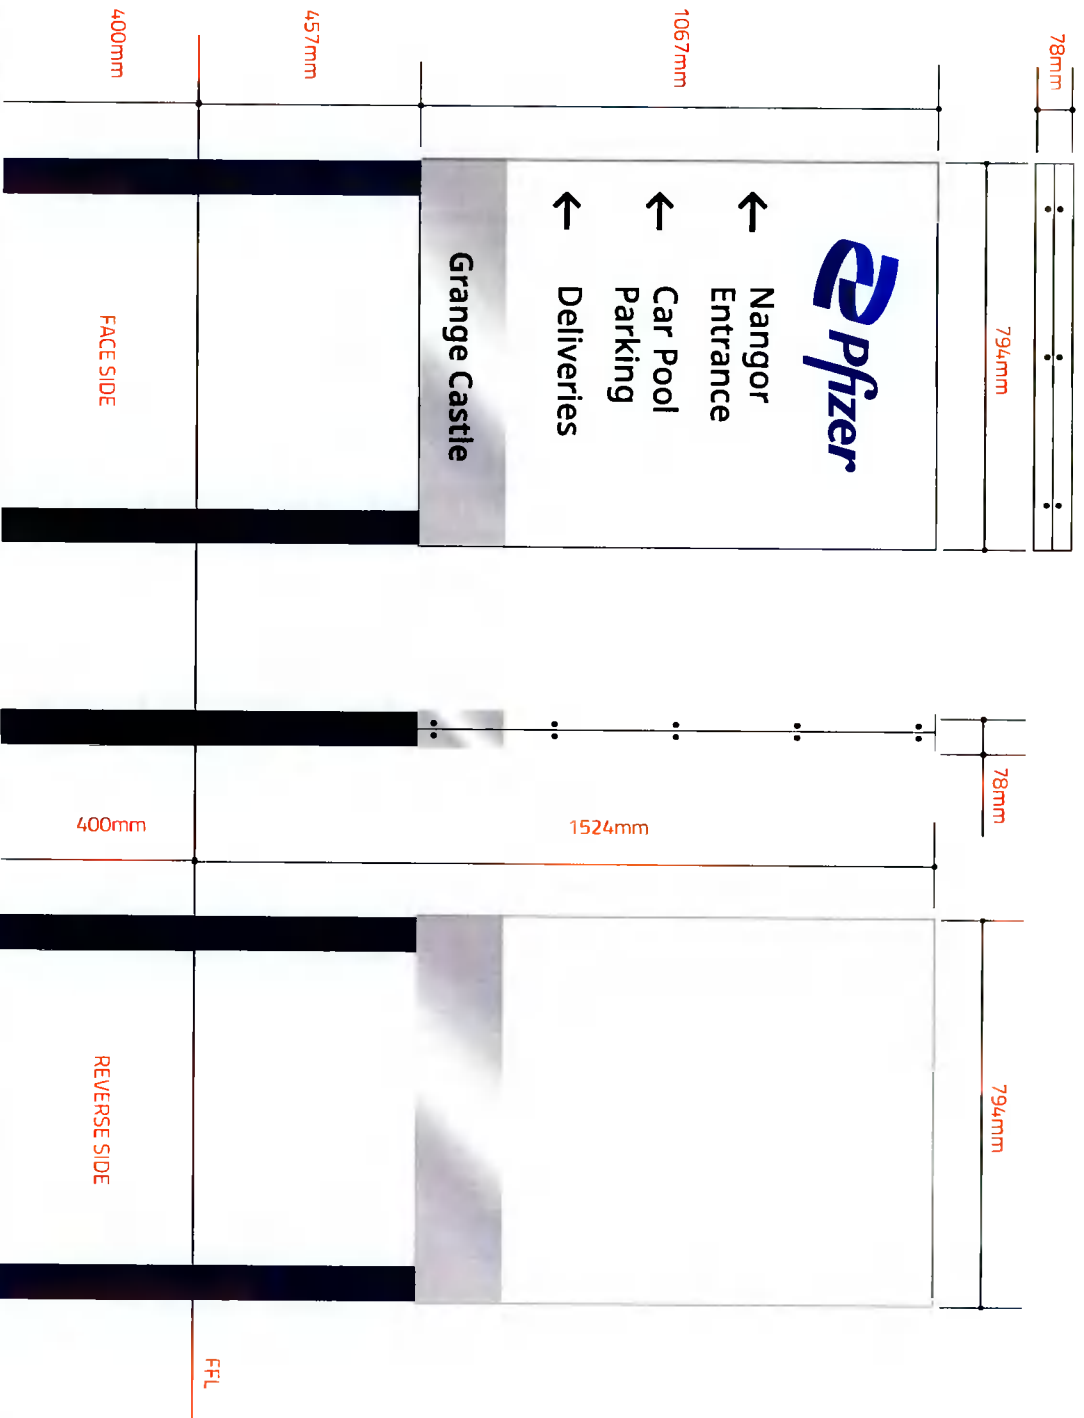 78mm
794mm
1067mm
457mm
400mm
Pfizer
Nangor
Entrance
Car Pool
Parking
Deliveries
Grange Castle
FACE SIDE
78mm
1524mm
400mm
794mm
REVERSE SIDE
FFL